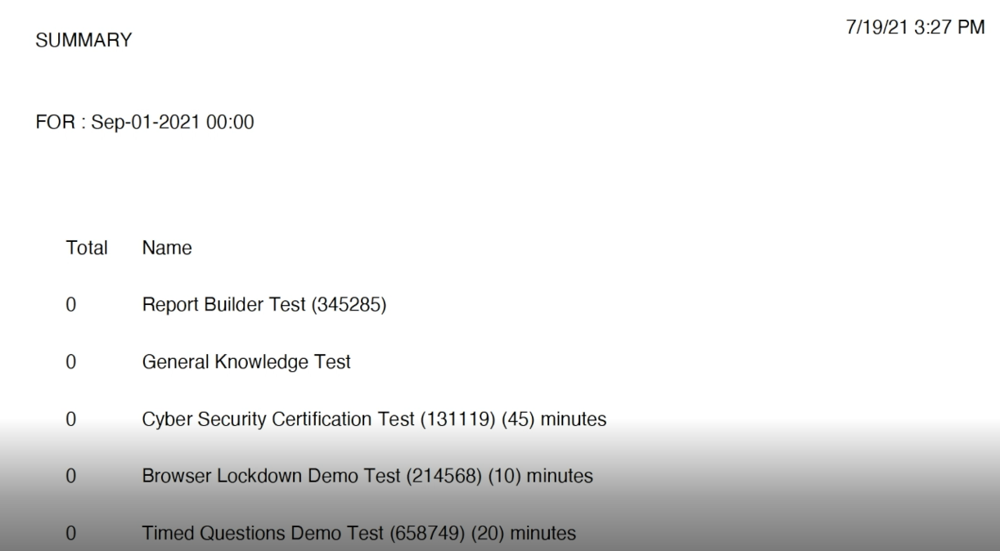 7/19/21 3:27 PM
SUMMARY
FOR : Sep-01-2021 00:00
Total Name
0 Report Builder Test (345285)
0 General Knowledge Test
0 Cyber Security Certification Test (131119) (45) minutes
0 Browser Lockdown Demo Test (214568) (10) minutes
0 Timed Questions Demo Test (658749) (20) minutes